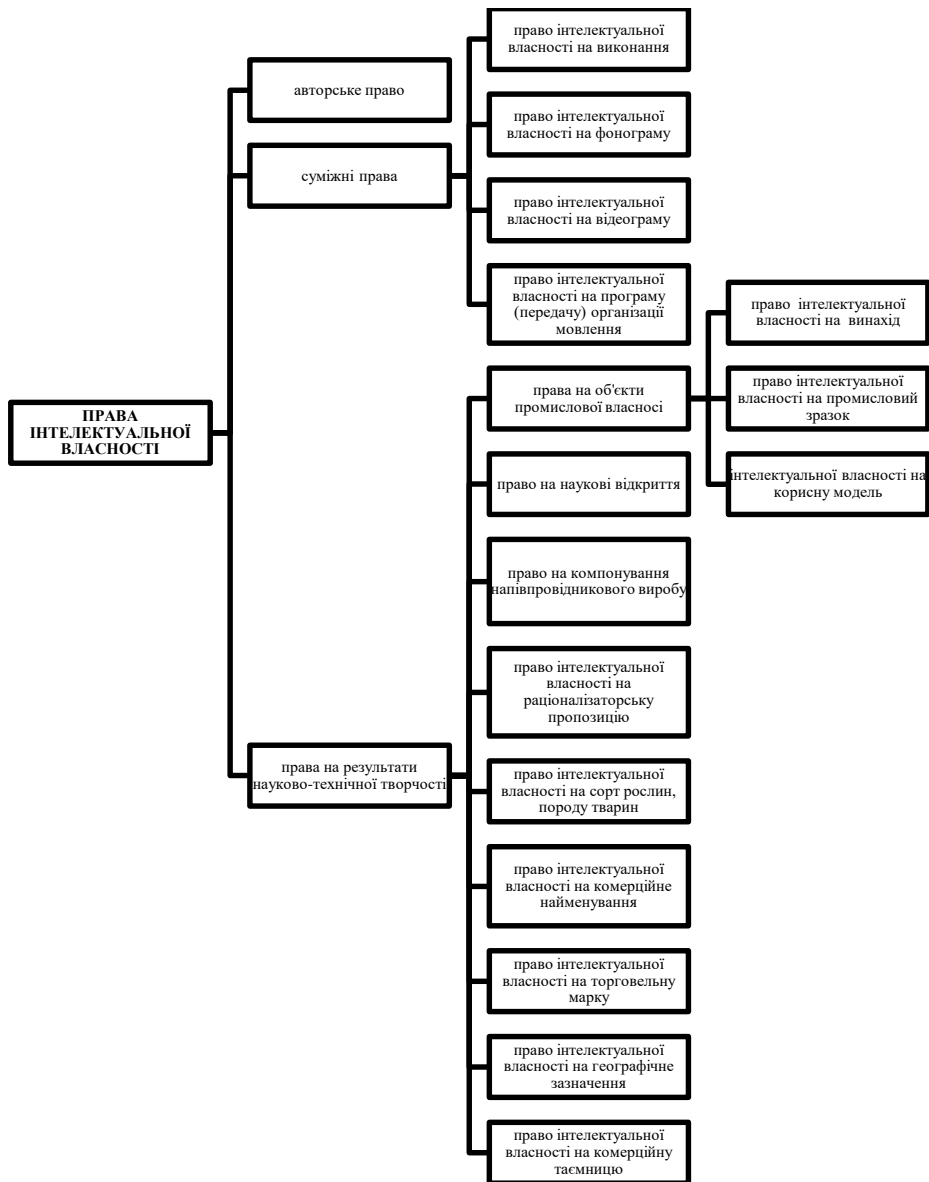 ПРАВА
ІНТЕЛЕКТУАЛЬНОЇ
ВЛАСНОСТІ
авторське право
суміжні права
право інтелектуальної
власності на виконання
право інтелектуальної
власності на фонограму
право інтелектуальної
власності на відеограму
право інтелектуальної
власності на програму
(передачу) організації
мовлення
права на результати
науково-технічної творчості
права на об'єкти
промислової власносі
право інтелектуальної
власності на винахід
право інтелектуальної
власності на промисловий
зразок
інтелектуальної власності на
корисну модель
право на наукові відкриття
право на компонування
напівпровідникового виробу
право інтелектуальної
власності на
раціоналізаторську
пропозицію
право інтелектуальної
власності на сорт рослин,
породу тварин
право інтелектуальної
власності на комерційне
найменування
право інтелектуальної
власності на торговельну
марку
право інтелектуальної
власності на географічне
зазначення
право інтелектуальної
власності на комерційну
таємницю